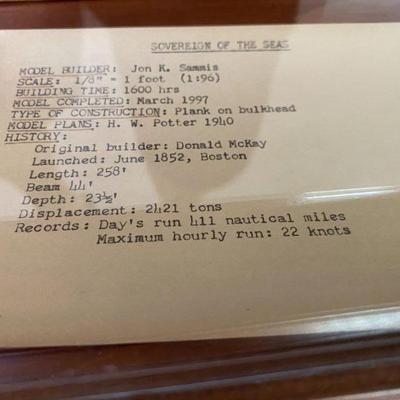 SOVEREIGN OF THE SEAS
MODEL BUILDER: Jon K. Sammis
SCALE: 1/8" = 1 foot (1:96)
BUILDING TIME: 1600 hrs
MODEL COMPLETED: March 1997
TYPE OF CONSTRUCTION: Plank on bulkhead
MODEL PLANS: H. W. Potter 1940
HISTORY:
Original builder: Donald McKay
Launched: June 1852, Boston
Length: 258'
Beam 44'
Depth: 23½'
Displacement: 2421 tons
Records: Day's run 411 nautical miles
Maximum hourly run: 22 knots